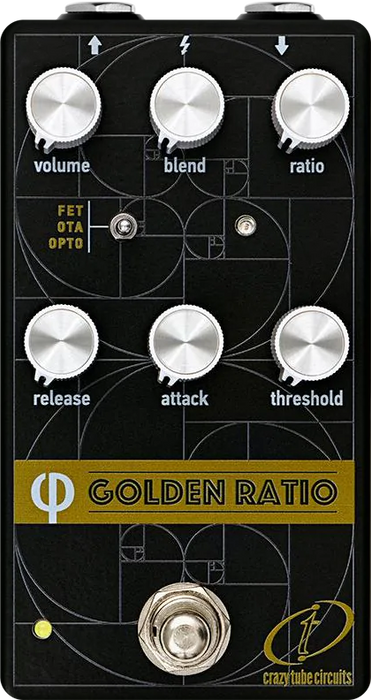 volume blend ratio
FET
OTA
OPTO
release attack threshold
φ GOLDEN RATIO
crazy tube circuits